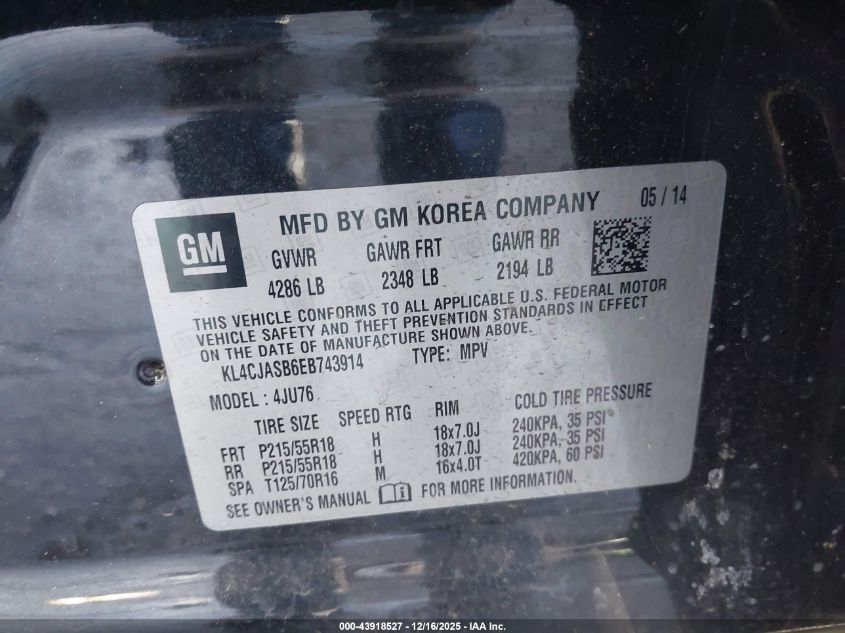 GM
MFD BY GM KOREA COMPANY 05 / 14
GVWR GAWR FRT GAWR RR
4286 LB 2348 LB 2194 LB
THIS VEHICLE CONFORMS TO ALL APPLICABLE U.S. FEDERAL MOTOR
VEHICLE SAFETY AND THEFT PREVENTION STANDARDS IN EFFECT
ON THE DATE OF MANUFACTURE SHOWN ABOVE.
KL4CJASB6EB743914 TYPE: MPV
MODEL : 4JU76
TIRE SIZE SPEED RTG RIM COLD TIRE PRESSURE
FRT P215/55R18 H 18x7.0J 240KPA, 35 PSI
RR P215/55R18 H 18x7.0J 240KPA, 35 PSI
SPA T125/70R16 M 16x4.0T 420KPA, 60 PSI
SEE OWNER'S MANUAL FOR MORE INFORMATION.
000-43918527 - 12/16/2025 - IAA Inc.